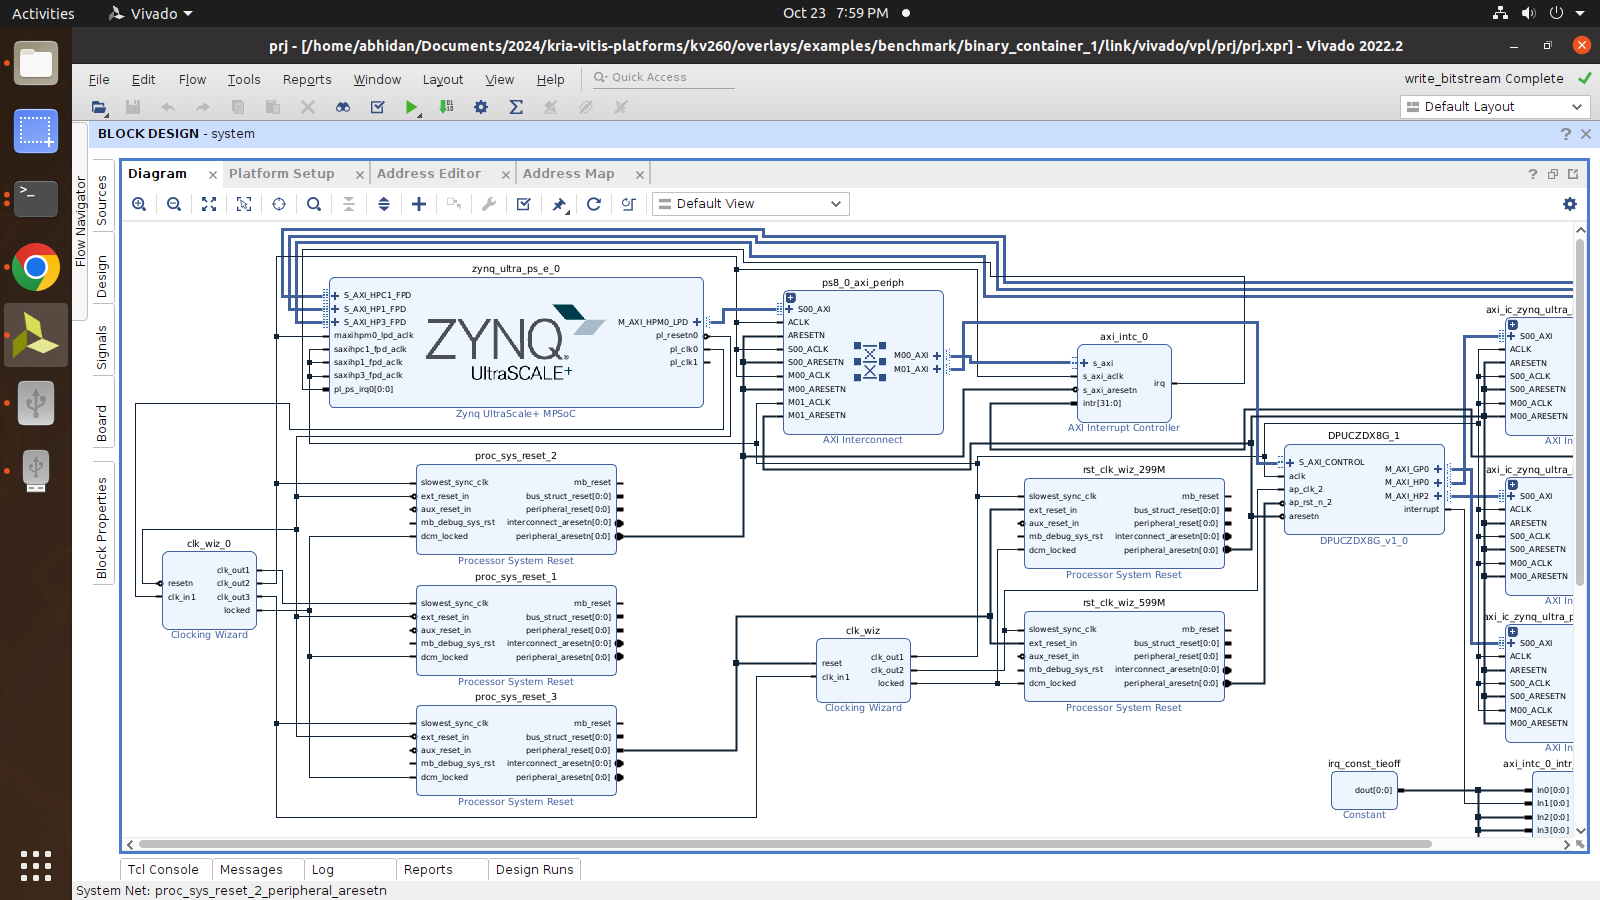 Activities
Vivado
Oct 23 7:59 PM
prj - [/home/abhidan/Documents/2024/kria-vitis-platforms/kv260/overlays/examples/benchmark/binary_container_1/link/vivado/vpl/prj/prj.xpr] - Vivado 2022.2
File Edit Flow Tools Reports Window Layout View Help
Quick Access
write_bitstream Complete
Default Layout
BLOCK DESIGN - system
Flow Navigator
Sources
Design
Signals
Board
Block Properties
Diagram
Platform Setup
Address Editor
Address Map
Default View
zynq_ultra_ps_e_0
S_AXI_HPC1_FPD
S_AXI_HP1_FPD
S_AXI_HP3_FPD
maxihpm0_lpd_aclk
saxihpc1_fpd_aclk
saxihp1_fpd_aclk
saxihp3_fpd_aclk
pl_ps_irq0[0:0]
ZYNQ
UltraSCALE+
M_AXI_HPM0_LPD
pl_resetn0
pl_clk0
pl_clk1
Zynq UltraScale+ MPSoC
ps8_0_axi_periph
S00_AXI
ACLK
ARESETN
S00_ACLK
S00_ARESETN
M00_ACLK
M00_ARESETN
M01_ACLK
M01_ARESETN
M00_AXI
M01_AXI
AXI Interconnect
axi_intc_0
s_axi
s_axi_aclk
s_axi_aresetn
intr[31:0]
irq
AXI Interrupt Controller
DPUCZDX8G_1
S_AXI_CONTROL
aclk
ap_clk_2
ap_rst_n_2
aresetn
M_AXI_GP0
M_AXI_HP0
M_AXI_HP2
interrupt
DPUCZDX8G_v1_0
axi_ic_zynq_ultra_
S00_AXI
ACLK
ARESETN
S00_ACLK
S00_ARESETN
M00_ACLK
M00_ARESETN
AXI In
axi_ic_zynq_ultra_
S00_AXI
ACLK
ARESETN
S00_ACLK
S00_ARESETN
M00_ACLK
M00_ARESETN
AXI In
axi_ic_zynq_ultra_p
S00_AXI
ACLK
ARESETN
S00_ACLK
S00_ARESETN
M00_ACLK
M00_ARESETN
AXI In
proc_sys_reset_2
slowest_sync_clk
ext_reset_in
aux_reset_in
mb_debug_sys_rst
dcm_locked
mb_reset
bus_struct_reset[0:0]
peripheral_reset[0:0]
interconnect_aresetn[0:0]
peripheral_aresetn[0:0]
Processor System Reset
clk_wiz_0
resetn
clk_in1
clk_out1
clk_out2
clk_out3
locked
Clocking Wizard
proc_sys_reset_1
slowest_sync_clk
ext_reset_in
aux_reset_in
mb_debug_sys_rst
dcm_locked
mb_reset
bus_struct_reset[0:0]
peripheral_reset[0:0]
interconnect_aresetn[0:0]
peripheral_aresetn[0:0]
Processor System Reset
proc_sys_reset_3
slowest_sync_clk
ext_reset_in
aux_reset_in
mb_debug_sys_rst
dcm_locked
mb_reset
bus_struct_reset[0:0]
peripheral_reset[0:0]
interconnect_aresetn[0:0]
peripheral_aresetn[0:0]
Processor System Reset
clk_wiz
reset
clk_in1
clk_out1
clk_out2
locked
Clocking Wizard
rst_clk_wiz_299M
slowest_sync_clk
ext_reset_in
aux_reset_in
mb_debug_sys_rst
dcm_locked
mb_reset
bus_struct_reset[0:0]
peripheral_reset[0:0]
interconnect_aresetn[0:0]
peripheral_aresetn[0:0]
Processor System Reset
rst_clk_wiz_599M
slowest_sync_clk
ext_reset_in
aux_reset_in
mb_debug_sys_rst
dcm_locked
mb_reset
bus_struct_reset[0:0]
peripheral_reset[0:0]
interconnect_aresetn[0:0]
peripheral_aresetn[0:0]
Processor System Reset
irq_const_tieoff
dout[0:0]
Constant
axi_intc_0_intr_
In0[0:0]
In1[0:0]
In2[0:0]
In3[0:0]
Tcl Console
Messages
Log
Reports
Design Runs
System Net: proc_sys_reset_2_peripheral_aresetn